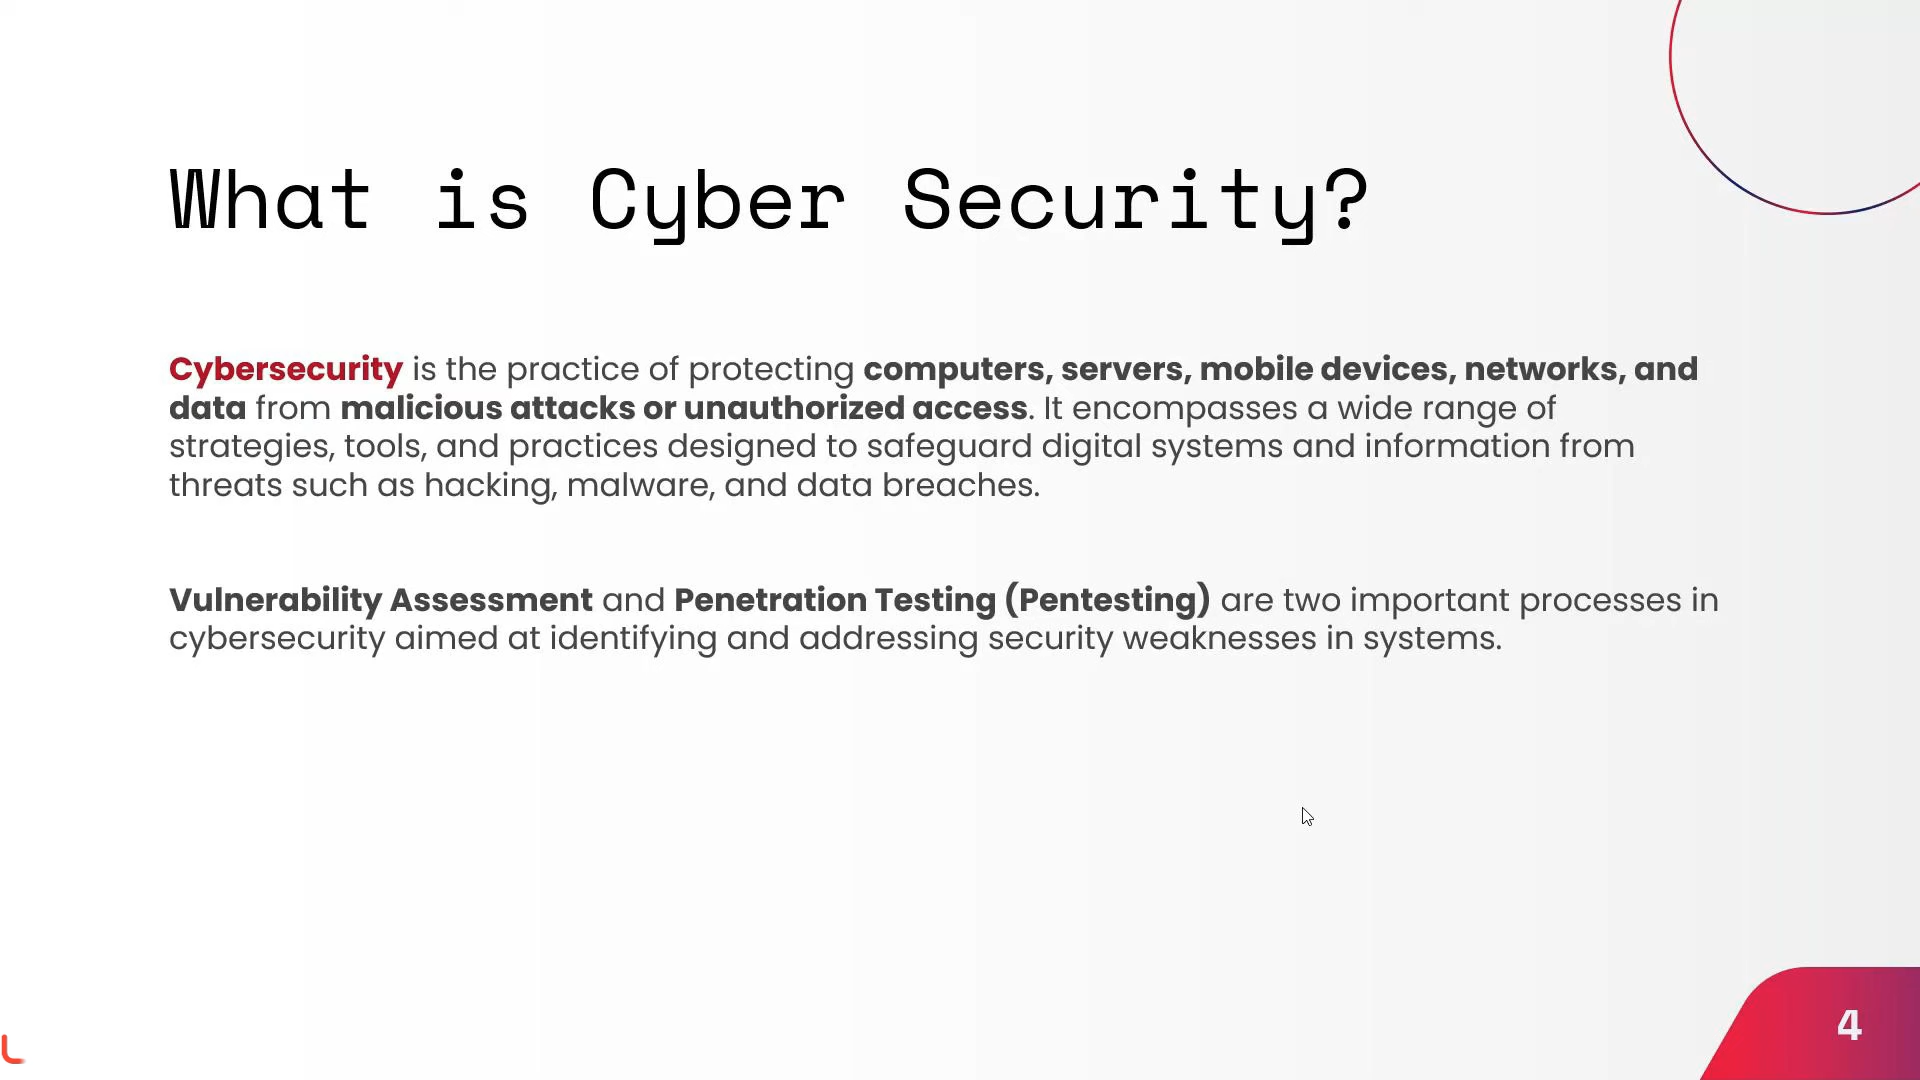 What is Cyber Security?
Cybersecurity is the practice of protecting computers, servers, mobile devices, networks, and
data from malicious attacks or unauthorized access. It encompasses a wide range of
strategies, tools, and practices designed to safeguard digital systems and information from
threats such as hacking, malware, and data breaches.
Vulnerability Assessment and Penetration Testing (Pentesting) are two important processes in
cybersecurity aimed at identifying and addressing security weaknesses in systems.
4